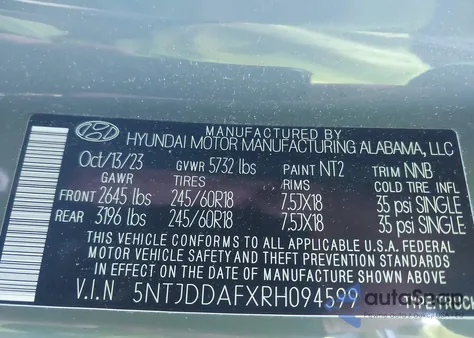 MANUFACTURED BY
HYUNDAI MOTOR MANUFACTURING ALABAMA, LLC
Oct/13/23 GVWR 5732 lbs PAINT NT2 TRIM NNB
GAWR TIRES RIMS COLD TIRE INFL
FRONT 2645 lbs 245/60R18 7.5JX18 35 psi SINGLE
REAR 3196 lbs 245/60R18 7.5JX18 35 psi SINGLE
THIS VEHICLE CONFORMS TO ALL APPLICABLE U.S.A. FEDERAL
MOTOR VEHICLE SAFETY AND THEFT PREVENTION STANDARDS
IN EFFECT ON THE DATE OF MANUFACTURE SHOWN ABOVE.
V.I.N 5NTJDDAFXRH094599 TYPE:TRUCK